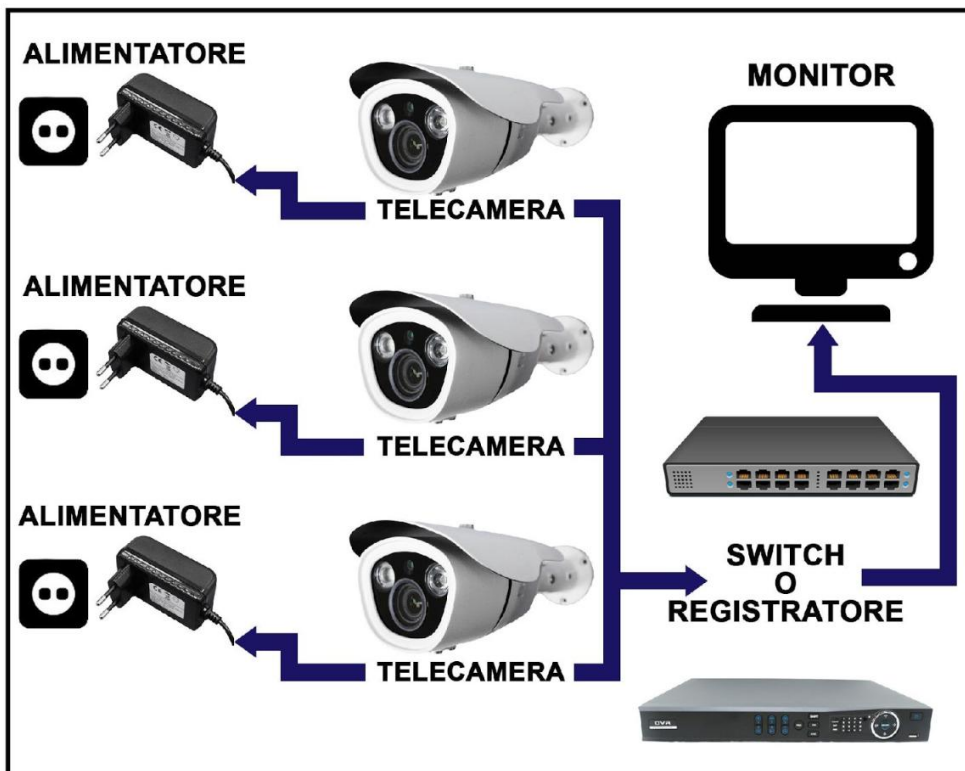 ALIMENTATORE
MONITOR
TELECAMERA
ALIMENTATORE
TELECAMERA
ALIMENTATORE
SWITCH
O
REGISTRATORE
TELECAMERA
DVR